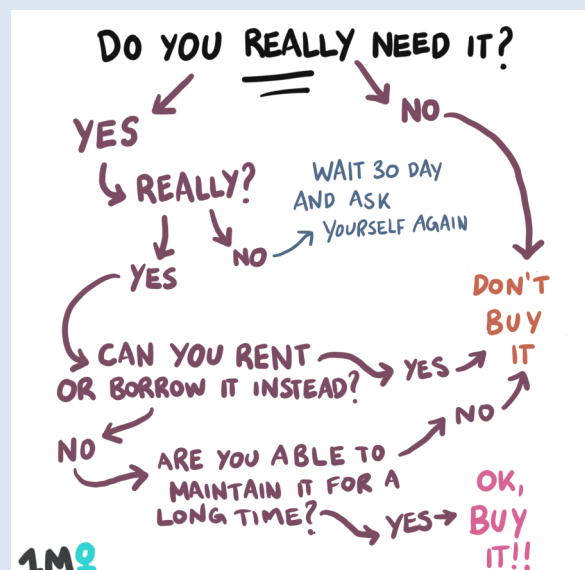 DO YOU REALLY NEED IT?
YES
NO
REALLY?
WAIT 30 DAY
AND ASK
YOURSELF AGAIN
NO
YES
DON'T
BUY
IT
CAN YOU RENT
OR BORROW IT INSTEAD?
YES
NO
NO
ARE YOU ABLE TO
MAINTAIN IT FOR A
LONG TIME?
YES
OK,
BUY
IT!!